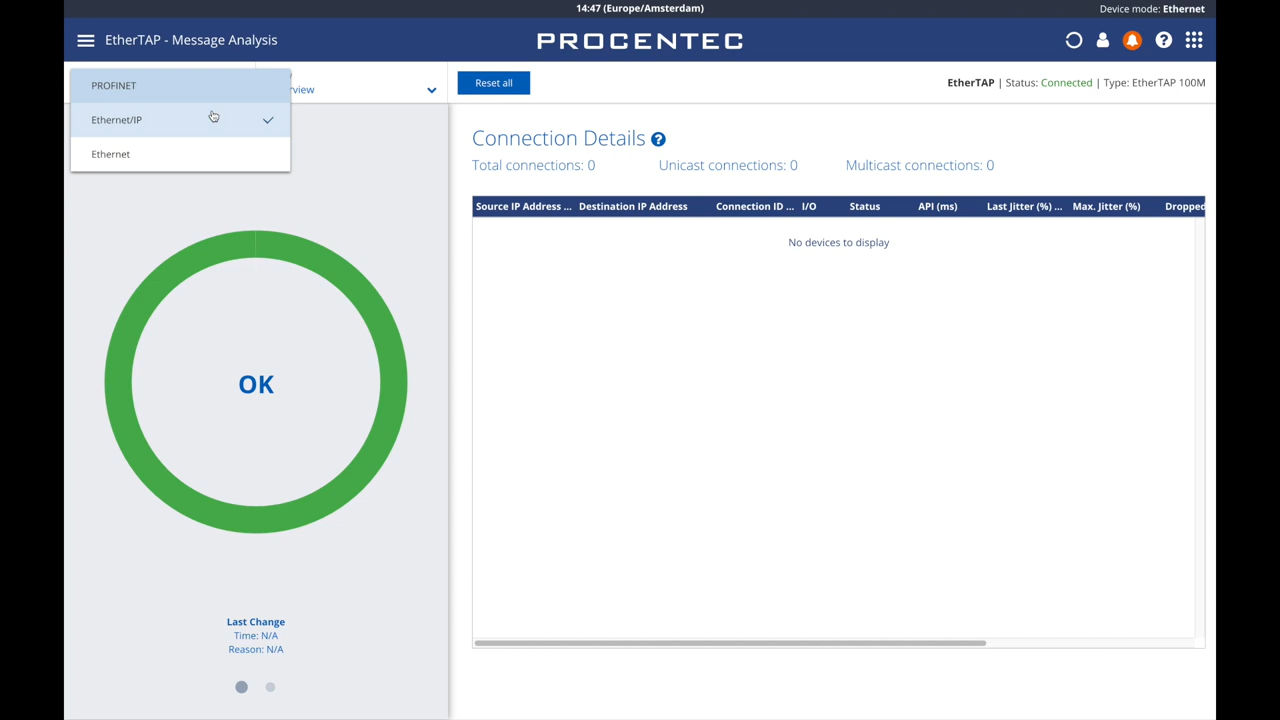 14:47 (Europe/Amsterdam)
Device mode: Ethernet
EtherTAP - Message Analysis
PROCENTEC
PROFINET
Ethernet/IP
Ethernet
Reset all
EtherTAP | Status: Connected | Type: EtherTAP 100M
Connection Details
Total connections: 0
Unicast connections: 0
Multicast connections: 0
Source IP Address ... Destination IP Address Connection ID ... I/O Status API (ms) Last Jitter (%) ... Max. Jitter (%) Dropped
No devices to display
OK
Last Change
Time: N/A
Reason: N/A